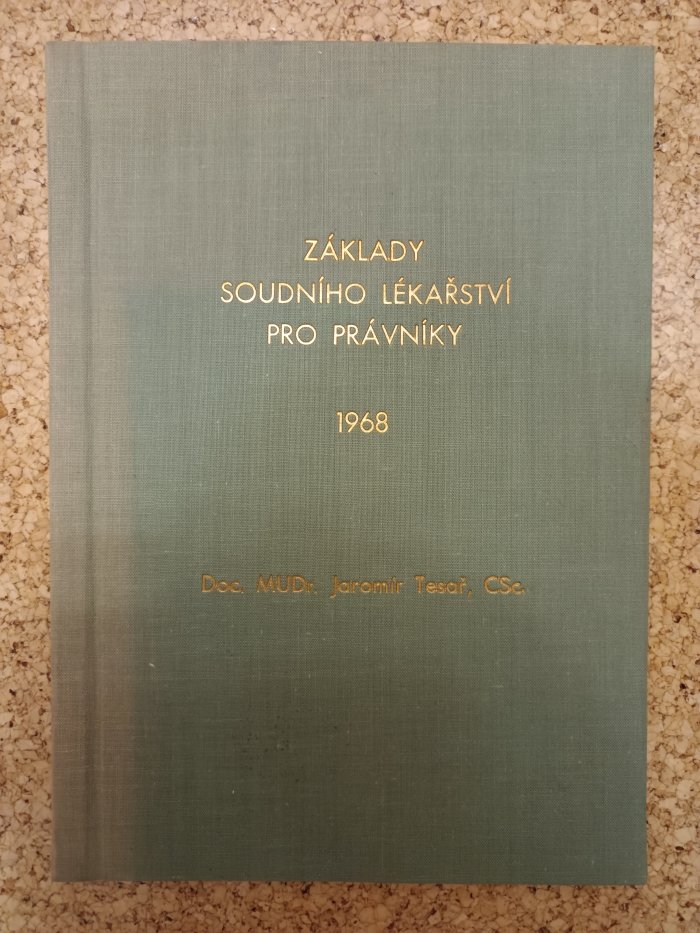 ZÁKLADY
SOUDNÍHO LÉKAŘSTVÍ
PRO PRÁVNÍKY
1968
Doc. MUDr. Jaromír Tesař, CSc.